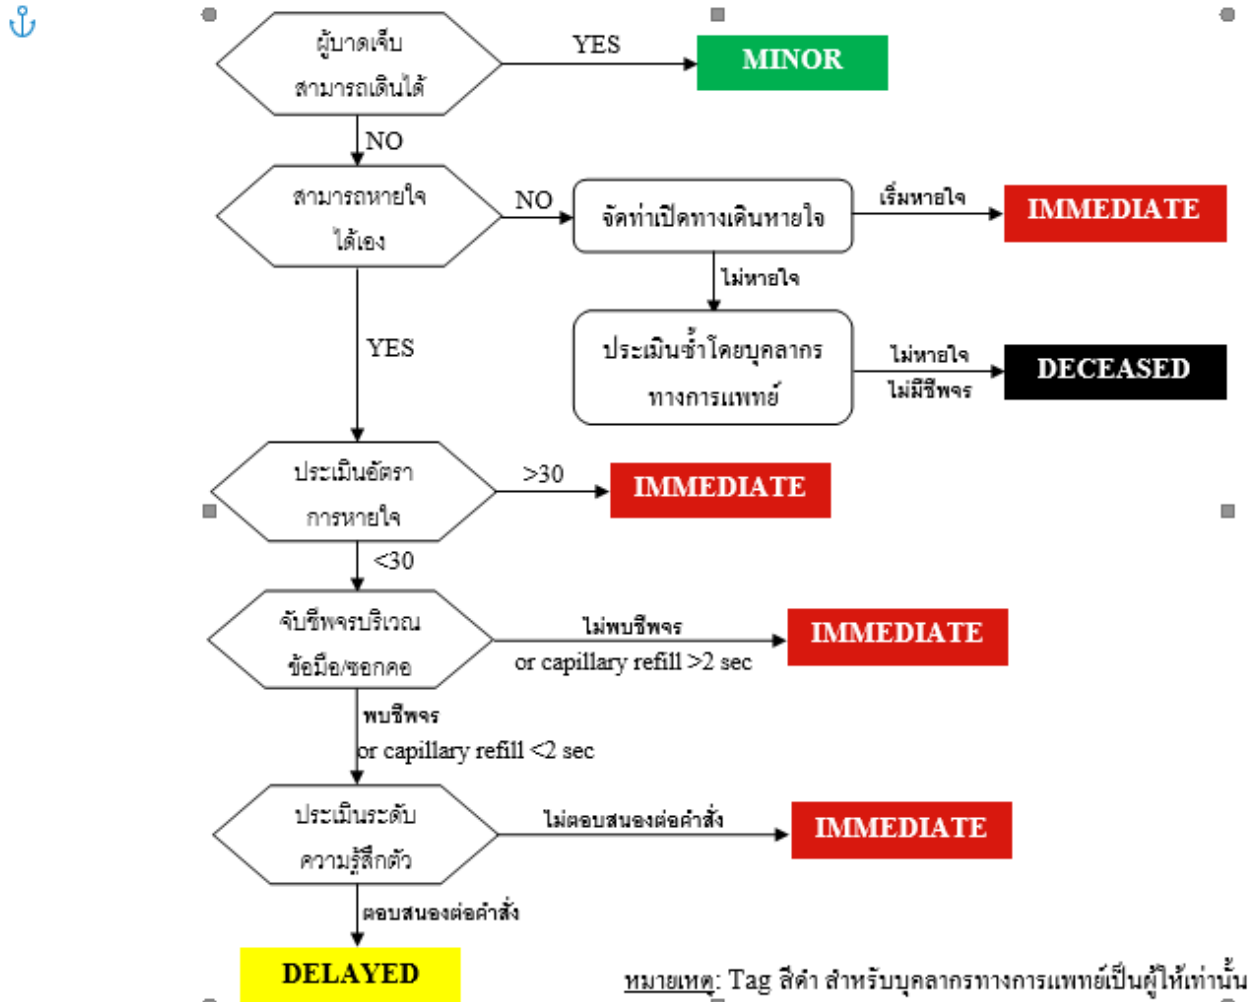 ผู้บาดเจ็บ
สามารถเดินได้
YES
MINOR
NO
สามารถหายใจ
ได้เอง
NO
จัดท่าเปิดทางเดินหายใจ
เริ่มหายใจ
IMMEDIATE
ไม่หายใจ
YES
ประเมินซ้ำโดยบุคลากร
ทางการแพทย์
ไม่หายใจ
ไม่มีชีพจร
DECEASED
ประเมินอัตรา
การหายใจ
>30
IMMEDIATE
<30
จับชีพจรบริเวณ
ข้อมือ/ซอกคอ
ไม่พบชีพจร
or capillary refill >2 sec
IMMEDIATE
พบชีพจร
or capillary refill <2 sec
ประเมินระดับ
ความรู้สึกตัว
ไม่ตอบสนองต่อคำสั่ง
IMMEDIATE
ตอบสนองต่อคำสั่ง
DELAYED
หมายเหตุ: Tag สีดำ สำหรับบุคลากรทางการแพทย์เป็นผู้ให้เท่านั้น